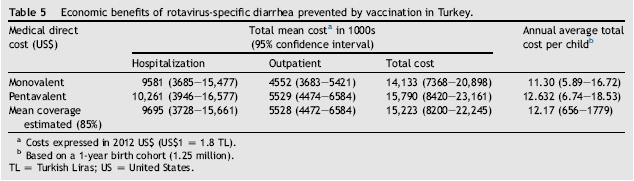 Table 5 Economic benefits of rotavirus-specific diarrhea prevented by vaccination in Turkey.
Medical direct cost (US$) Total mean costa in 1000s (95% confidence interval) Annual average total cost per childb
Hospitalization Outpatient Total cost
Monovalent 9581 (3685–15,477) 4552 (3683–5421) 14,133 (7368–20,898) 11.30 (5.89–16.72)
Pentavalent 10,261 (3946–16,577) 5529 (4474–6584) 15,790 (8420–23,161) 12.632 (6.74–18.53)
Mean coverage estimated (85%) 9695 (3728–15,661) 5528 (4472–6584) 15,223 (8200–22,245) 12.17 (656–1779)
a Costs expressed in 2012 US$ (US$1 = 1.8 TL).
b Based on a 1-year birth cohort (1.25 million).
TL = Turkish Liras; US = United States.